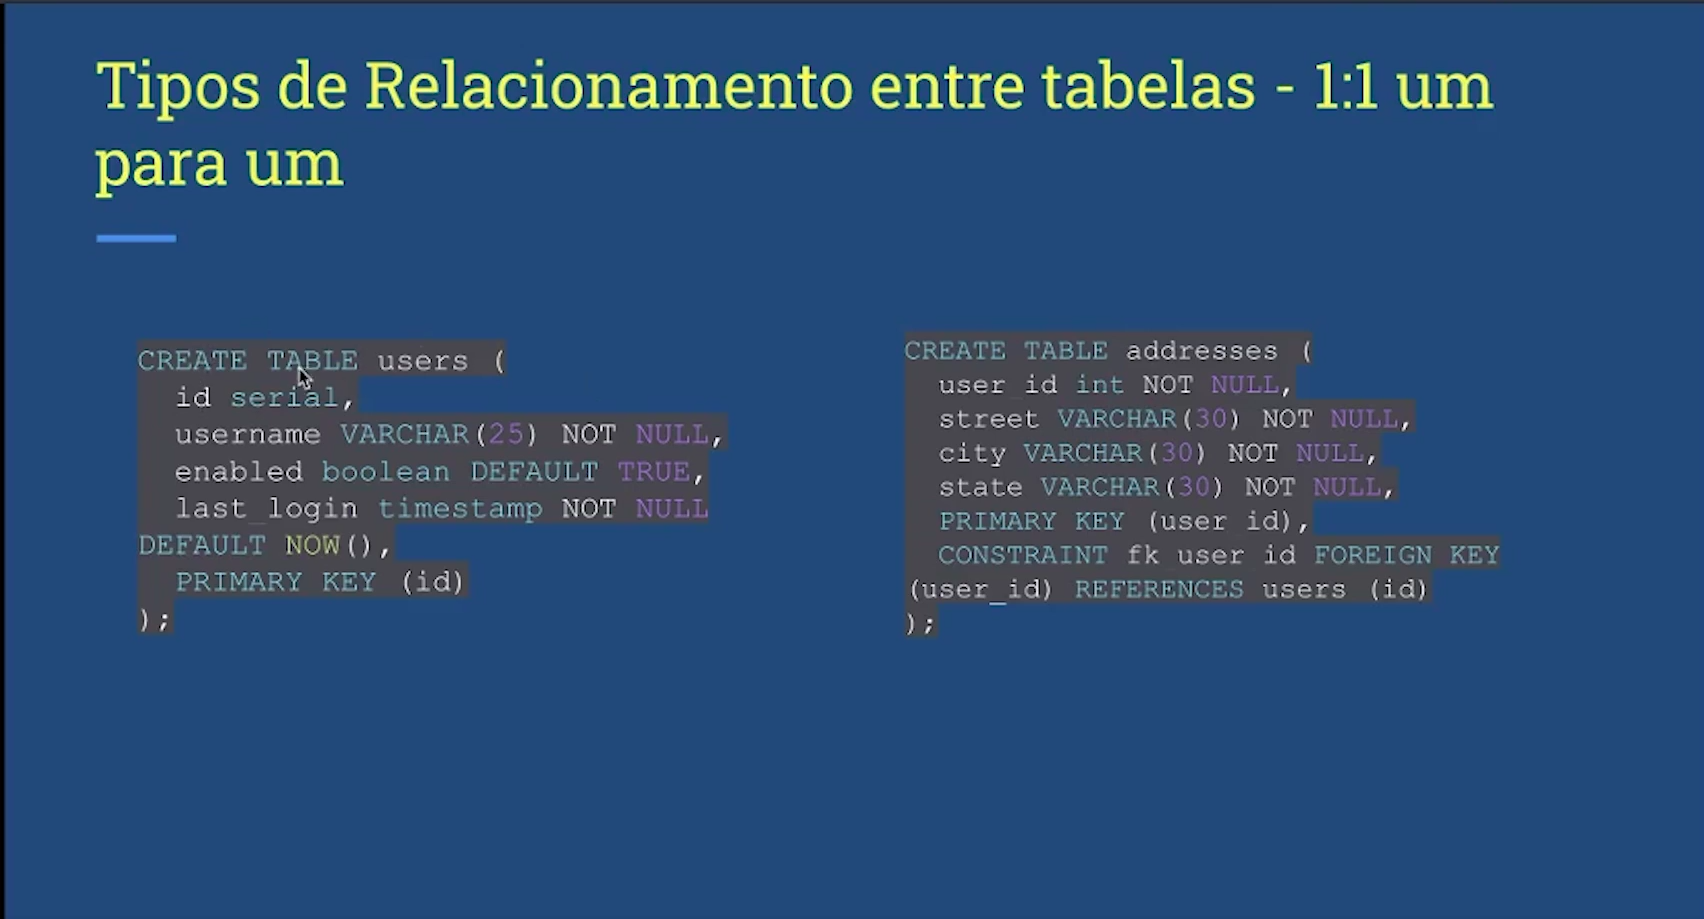 Tipos de Relacionamento entre tabelas - 1:1 um
para um
CREATE TABLE users (
id serial,
username VARCHAR(25) NOT NULL,
enabled boolean DEFAULT TRUE,
last_login timestamp NOT NULL
DEFAULT NOW(),
PRIMARY KEY (id)
);
CREATE TABLE addresses (
user_id int NOT NULL,
street VARCHAR(30) NOT NULL,
city VARCHAR(30) NOT NULL,
state VARCHAR(30) NOT NULL,
PRIMARY KEY (user_id),
CONSTRAINT fk_user_id FOREIGN KEY
(user_id) REFERENCES users (id)
);